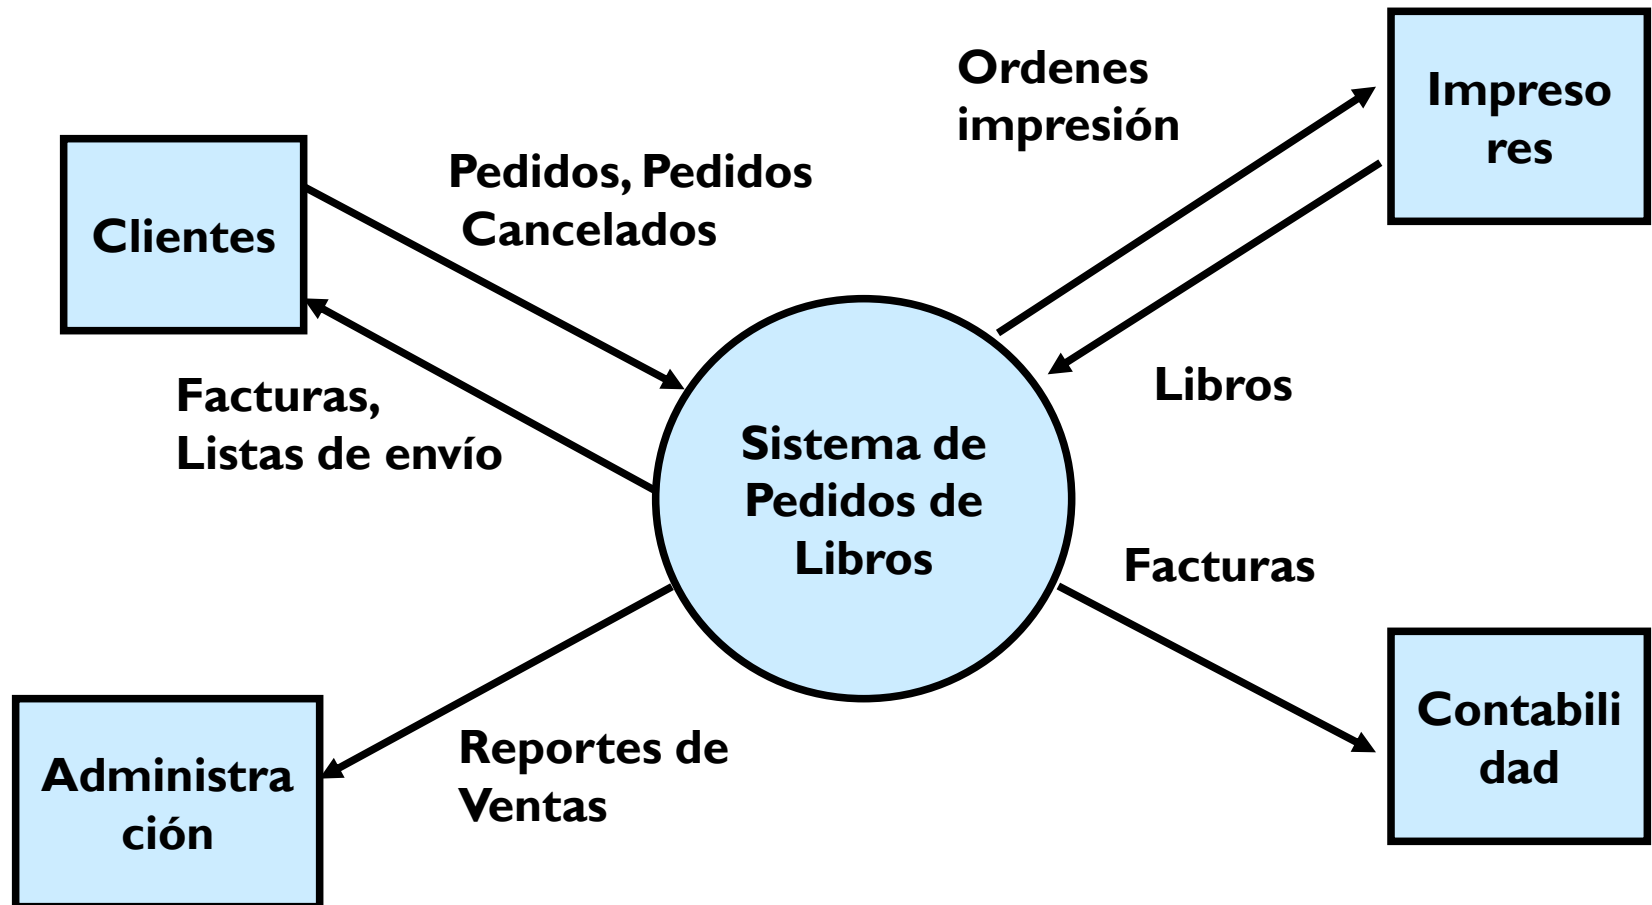 Ordenes
impresión
Impreso
res
Pedidos, Pedidos
Cancelados
Clientes
Facturas,
Listas de envío
Libros
Sistema de
Pedidos de
Libros
Facturas
Reportes de
Ventas
Administra
ción
Contabili
dad